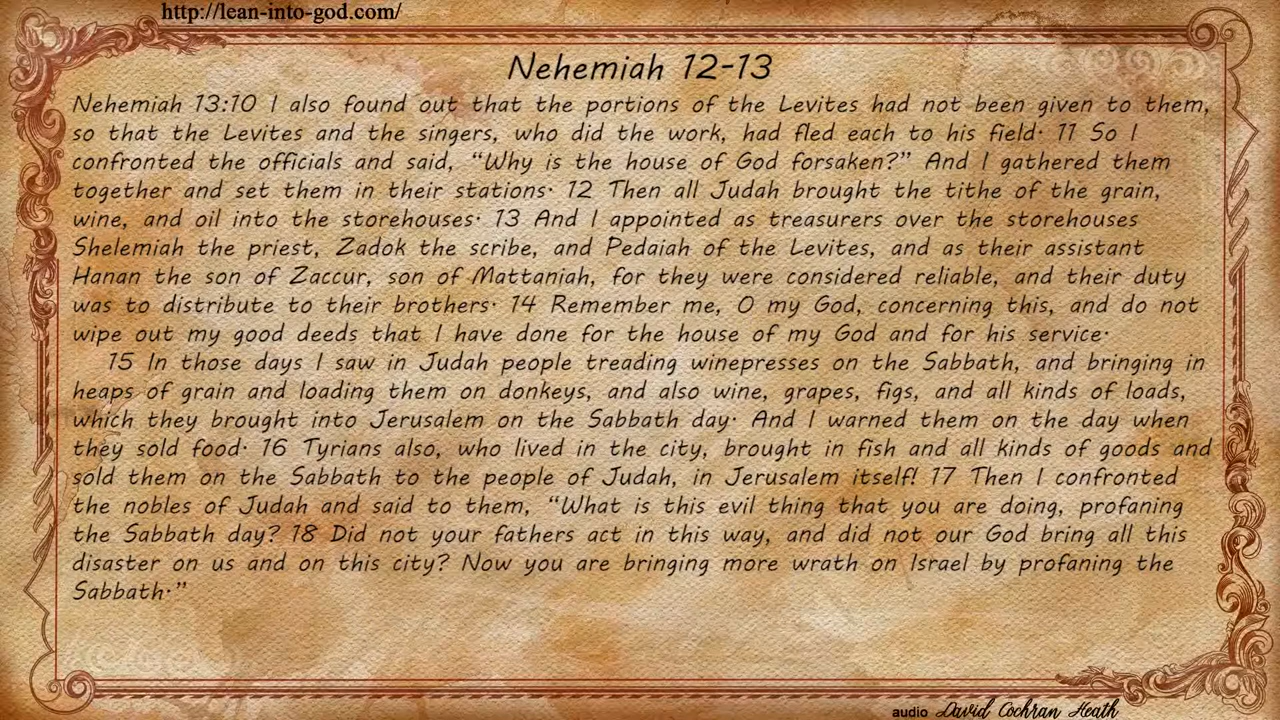 http://lean-into-god.com/
Nehemiah 12-13
Nehemiah 13:10 I also found out that the portions of the Levites had not been given to them,
so that the Levites and the singers, who did the work, had fled each to his field. 11 So I
confronted the officials and said, “Why is the house of God forsaken?” And I gathered them
together and set them in their stations. 12 Then all Judah brought the tithe of the grain,
wine, and oil into the storehouses. 13 And I appointed as treasurers over the storehouses
Shelemiah the priest, Zadok the scribe, and Pedaiah of the Levites, and as their assistant
Hanan the son of Zaccur, son of Mattaniah, for they were considered reliable, and their duty
was to distribute to their brothers. 14 Remember me, O my God, concerning this, and do not
wipe out my good deeds that I have done for the house of my God and for his service.
15 In those days I saw in Judah people treading winepresses on the Sabbath, and bringing in
heaps of grain and loading them on donkeys, and also wine, grapes, figs, and all kinds of loads,
which they brought into Jerusalem on the Sabbath day. And I warned them on the day when
they sold food. 16 Tyrians also, who lived in the city, brought in fish and all kinds of goods and
sold them on the Sabbath to the people of Judah, in Jerusalem itself! 17 Then I confronted
the nobles of Judah and said to them, “What is this evil thing that you are doing, profaning
the Sabbath day? 18 Did not your fathers act in this way, and did not our God bring all this
disaster on us and on this city? Now you are bringing more wrath on Israel by profaning the
Sabbath.”
audio David Cochran Heath